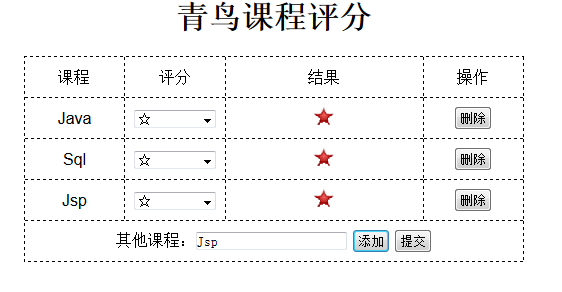 青鸟课程评分
课程 评分 结果 操作
Java ☆ 删除
Sql ☆ 删除
Jsp ☆ 删除
其他课程： Jsp 添加 提交